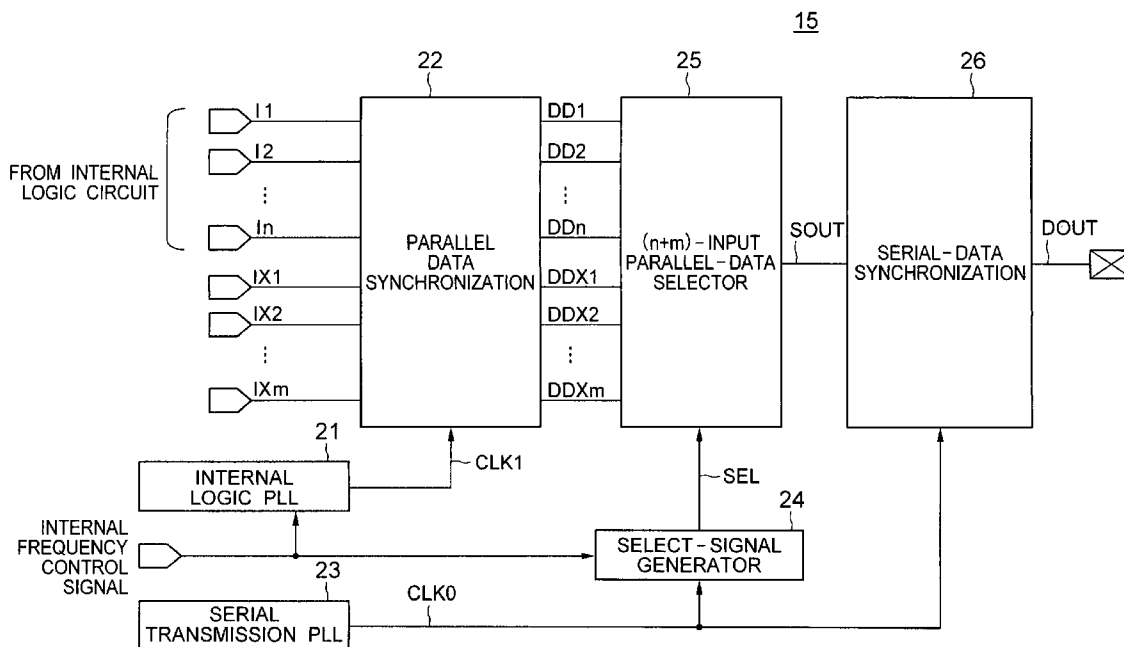 15
22
25
26
FROM INTERNAL
LOGIC CIRCUIT
I1
I2
⋮
In
IX1
IX2
⋮
IXm
PARALLEL
DATA
SYNCHRONIZATION
DD1
DD2
⋮
DDn
DDX1
DDX2
⋮
DDXm
(n+m)-INPUT
PARALLEL-DATA
SELECTOR
SOUT
SERIAL-DATA
SYNCHRONIZATION
DOUT
21
INTERNAL
LOGIC PLL
CLK1
SEL
INTERNAL
FREQUENCY
CONTROL
SIGNAL
24
SELECT-SIGNAL
GENERATOR
23
SERIAL
TRANSMISSION PLL
CLK0